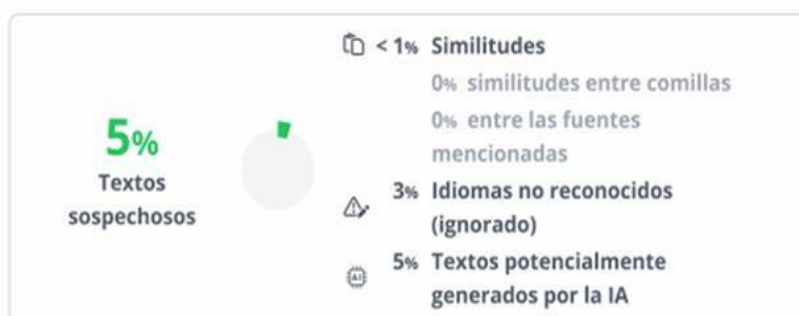 5%
Textos
sospechosos
< 1% Similitudes
0% similitudes entre comillas
0% entre las fuentes
mencionadas
3% Idiomas no reconocidos
(ignorado)
AI
5% Textos potencialmente
generados por la IA